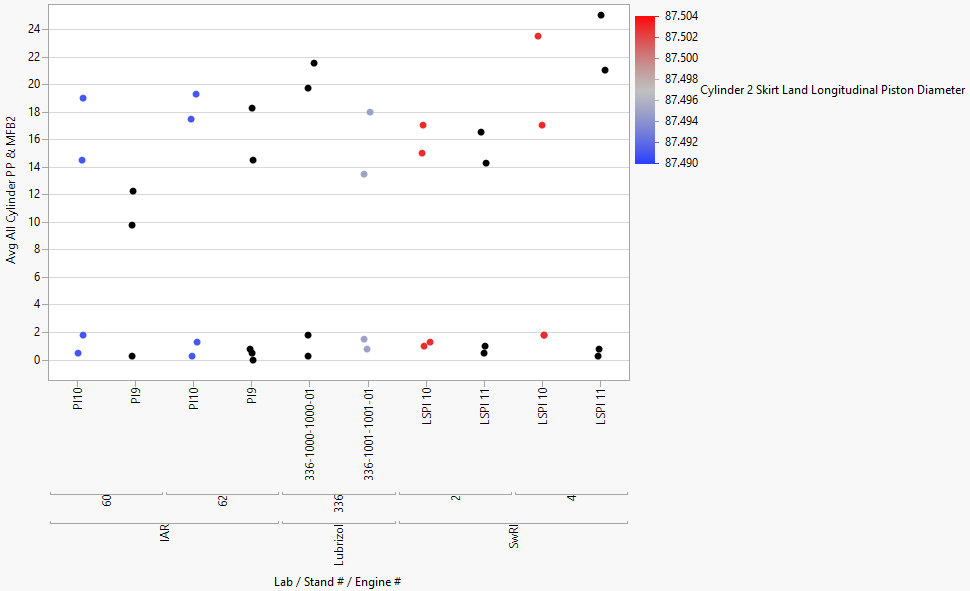 24
22
20
18
16
14
12
10
8
6
4
2
0
Avg All Cylinder PP & MFB2
87.504
87.502
87.500
87.498
87.496
87.494
87.492
87.490
Cylinder 2 Skirt Land Longitudinal Piston Diameter
PI10
PI9
PI10
PI9
336-1000-1000-01
336-1001-1001-01
LSPI 10
LSPI 11
LSPI 10
LSPI 11
60
62
336
2
4
IAR
Lubrizol
SwRI
Lab / Stand # / Engine #